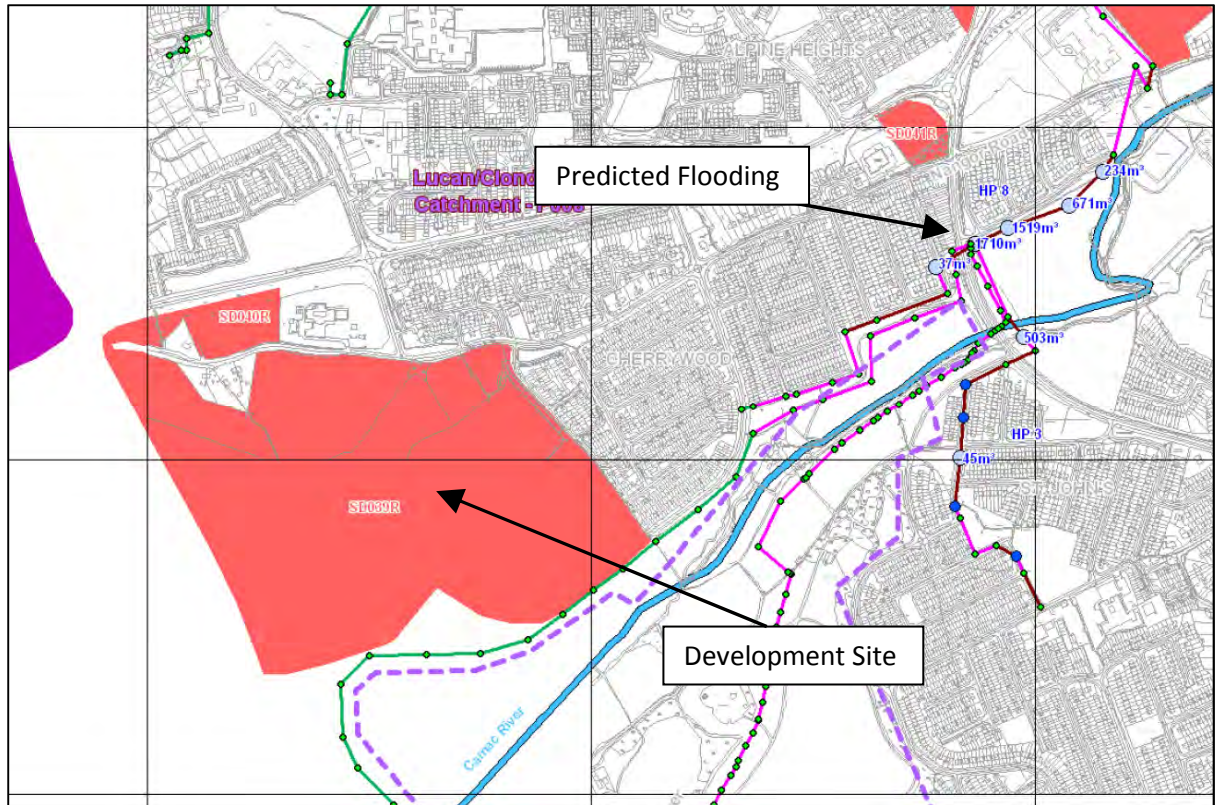 ALPINE HEIGHTS
SD041R
Predicted Flooding
Lucan/Clond
Catchment -
HP 8
234m³
671m³
1519m³
1710m³
37m³
SD040R
503m³
CHERRYWOOD
HP 3
45m³
SD039R
Development Site
Camac River